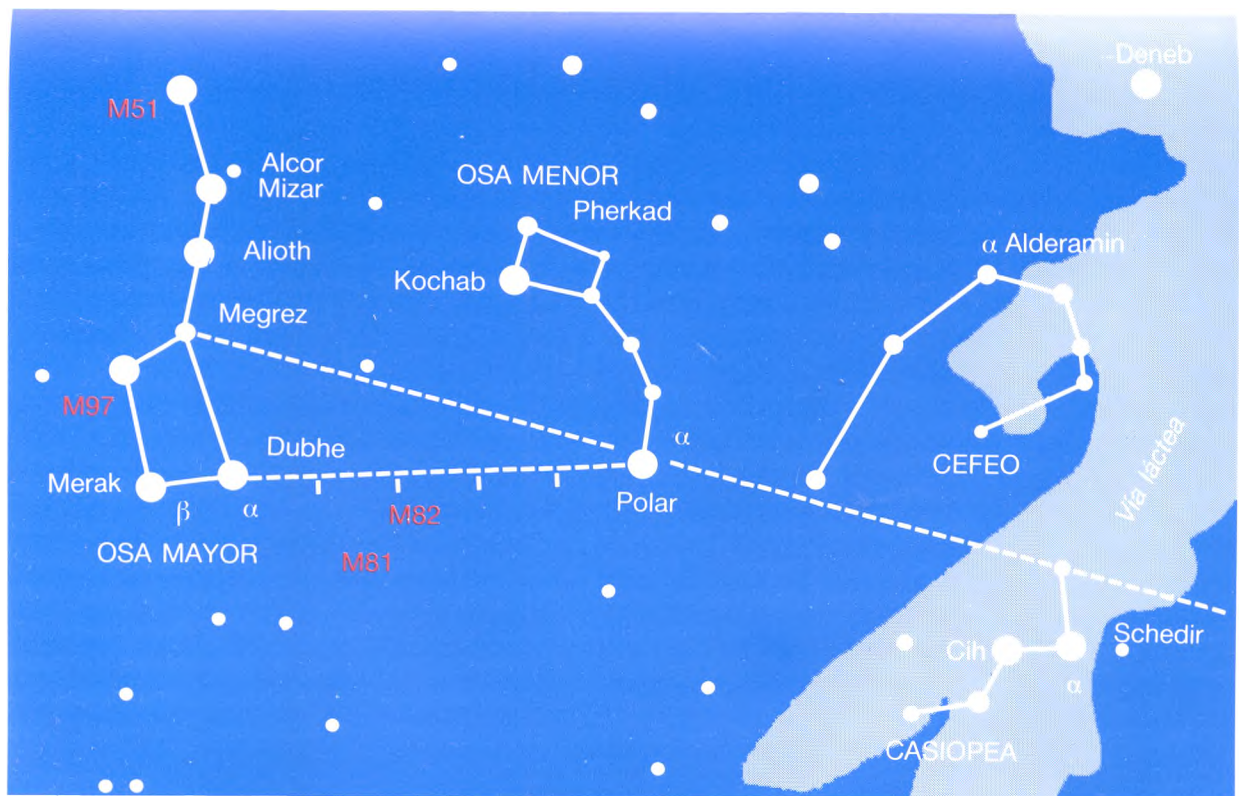 Deneb
M51
Alcor
Mizar
OSA MENOR
Pherkad
α Alderamin
Alioth
Kochab
Megrez
M97
Dubhe
α
CEFEO
Vía láctea
Merak
Polar
β
α
M82
OSA MAYOR
M81
Schedir
Cih
α
CASIOPEA